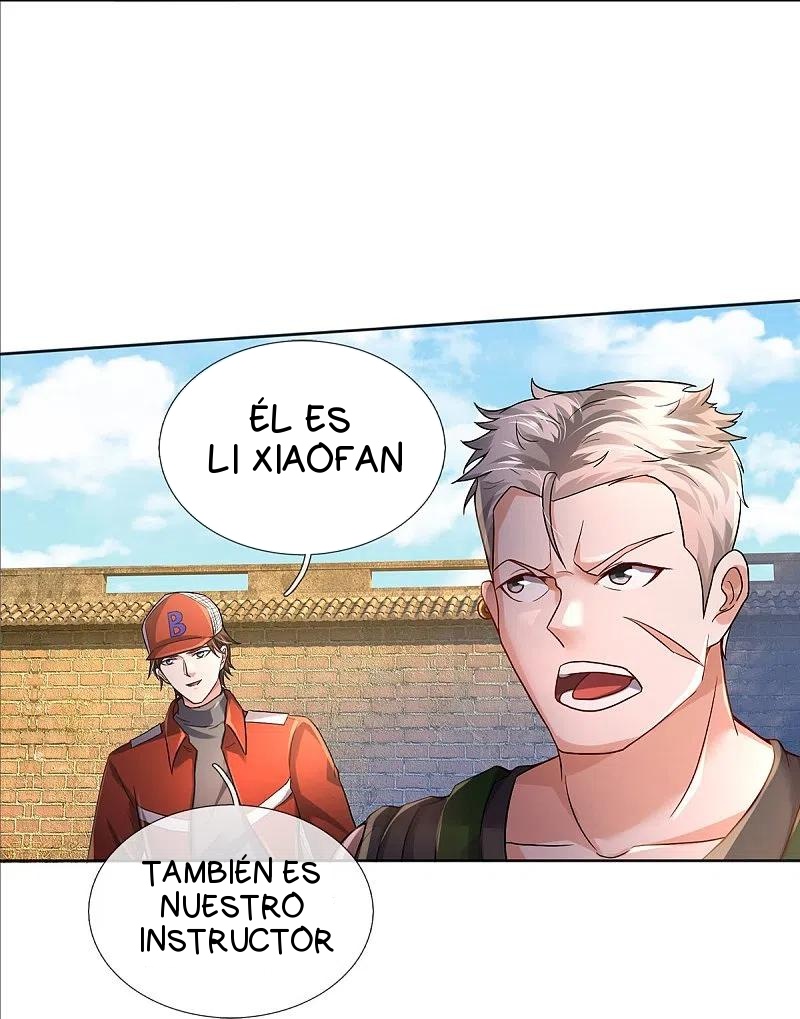 ÉL ES
LI XIAOFAN
B
TAMBIÉN ES
NUESTRO
INSTRUCTOR